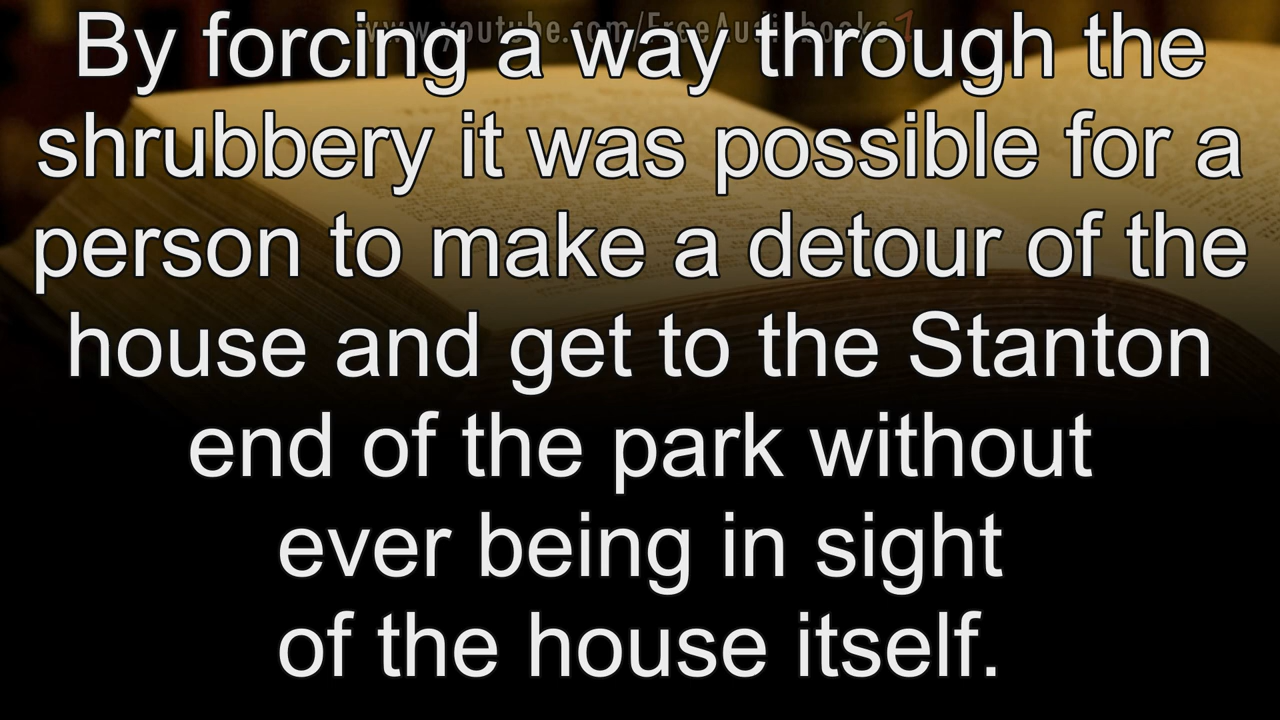 www.youtube.com/FreeAudiobooks7
By forcing a way through the
shrubbery it was possible for a
person to make a detour of the
house and get to the Stanton
end of the park without
ever being in sight
of the house itself.